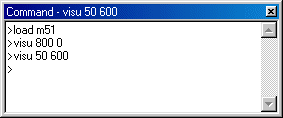 Command - visu 50 600
>load m51
>visu 800 0
>visu 50 600
>